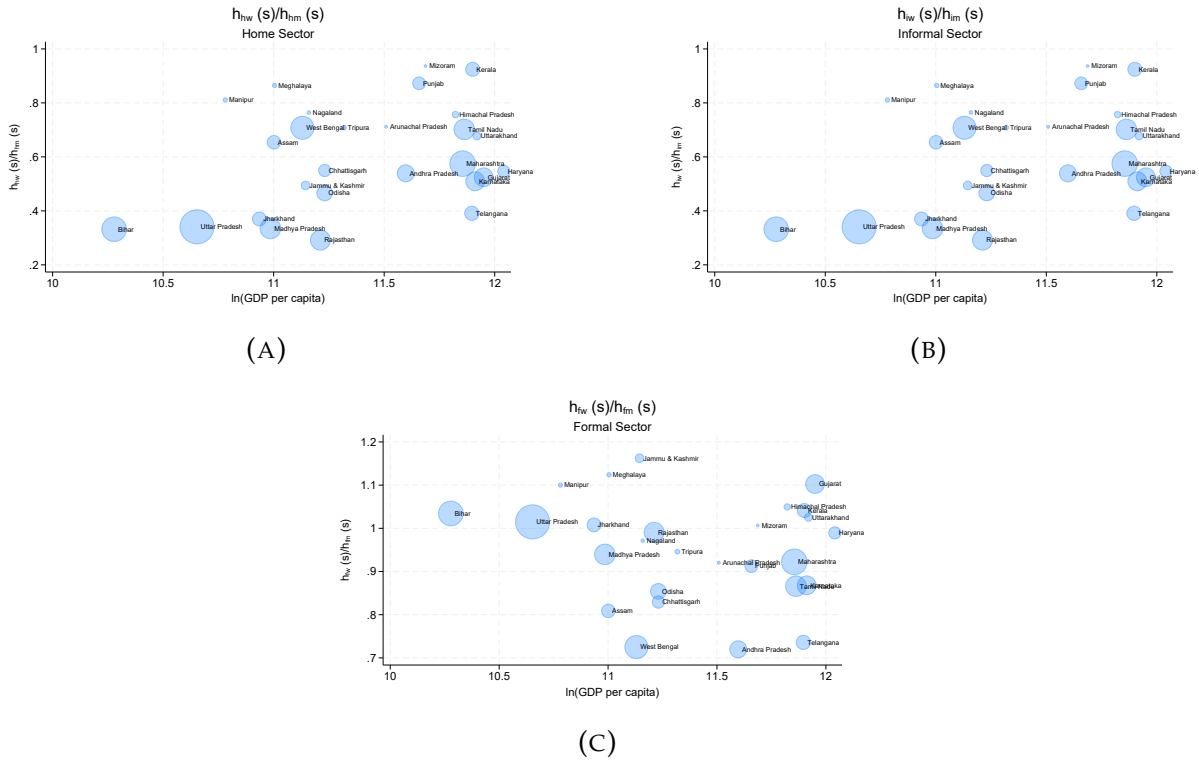 h_hw (s)/h_hm (s)
Home Sector
h_hw (s)/h_hm (s)
1
.8
.6
.4
.2
Mizoram
Kerala
Punjab
Meghalaya
Manipur
Nagaland
Himachal Pradesh
West Bengal
Tripura
Arunachal Pradesh
Tamil Nadu
Uttarakhand
Assam
Maharashtra
Chhattisgarh
Andhra Pradesh
Haryana
Gujarat
Karnataka
Jammu & Kashmir
Odisha
Telangana
Jharkhand
Bihar
Uttar Pradesh
Madhya Pradesh
Rajasthan
10
10.5
11
11.5
12
ln(GDP per capita)
(A)
h_iw (s)/h_im (s)
Informal Sector
h_iw (s)/h_im (s)
1
.8
.6
.4
.2
Mizoram
Kerala
Punjab
Meghalaya
Manipur
Nagaland
Himachal Pradesh
West Bengal
Tripura
Arunachal Pradesh
Tamil Nadu
Uttarakhand
Assam
Maharashtra
Chhattisgarh
Andhra Pradesh
Haryana
Gujarat
Karnataka
Jammu & Kashmir
Odisha
Telangana
Jharkhand
Bihar
Uttar Pradesh
Madhya Pradesh
Rajasthan
10
10.5
11
11.5
12
ln(GDP per capita)
(B)
h_fw (s)/h_fm (s)
Formal Sector
h_fw (s)/h_fm (s)
1.2
1.1
1
.9
.8
.7
Jammu & Kashmir
Meghalaya
Manipur
Gujarat
Himachal Pradesh
Kerala
Uttarakhand
Bihar
Uttar Pradesh
Jharkhand
Mizoram
Rajasthan
Haryana
Nagaland
Tripura
Madhya Pradesh
Arunachal Pradesh
Punjab
Maharashtra
Karnataka
Tamil Nadu
Odisha
Chhattisgarh
Assam
West Bengal
Andhra Pradesh
Telangana
10
10.5
11
11.5
12
ln(GDP per capita)
(C)